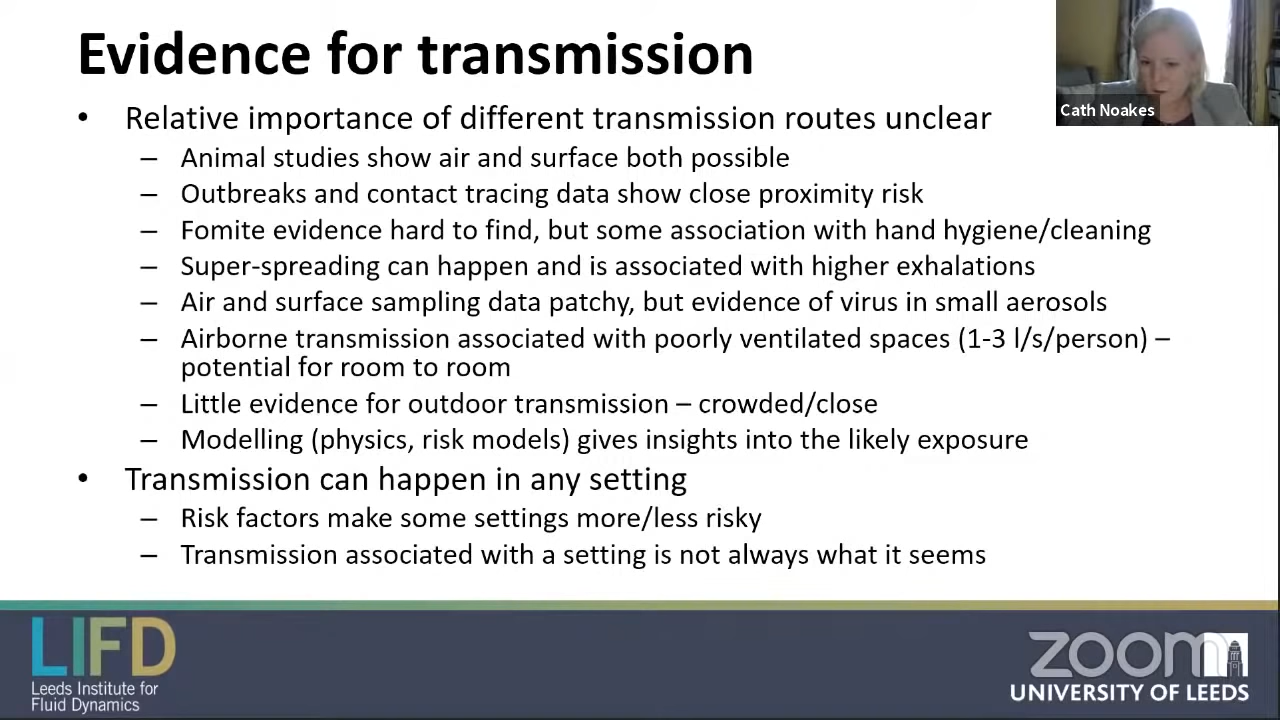 Evidence for transmission
Cath Noakes
• Relative importance of different transmission routes unclear
– Animal studies show air and surface both possible
– Outbreaks and contact tracing data show close proximity risk
– Fomite evidence hard to find, but some association with hand hygiene/cleaning
– Super-spreading can happen and is associated with higher exhalations
– Air and surface sampling data patchy, but evidence of virus in small aerosols
– Airborne transmission associated with poorly ventilated spaces (1-3 l/s/person) –
potential for room to room
– Little evidence for outdoor transmission – crowded/close
– Modelling (physics, risk models) gives insights into the likely exposure
• Transmission can happen in any setting
– Risk factors make some settings more/less risky
– Transmission associated with a setting is not always what it seems
LIFD
Leeds Institute for
Fluid Dynamics
zoom
UNIVERSITY OF LEEDS